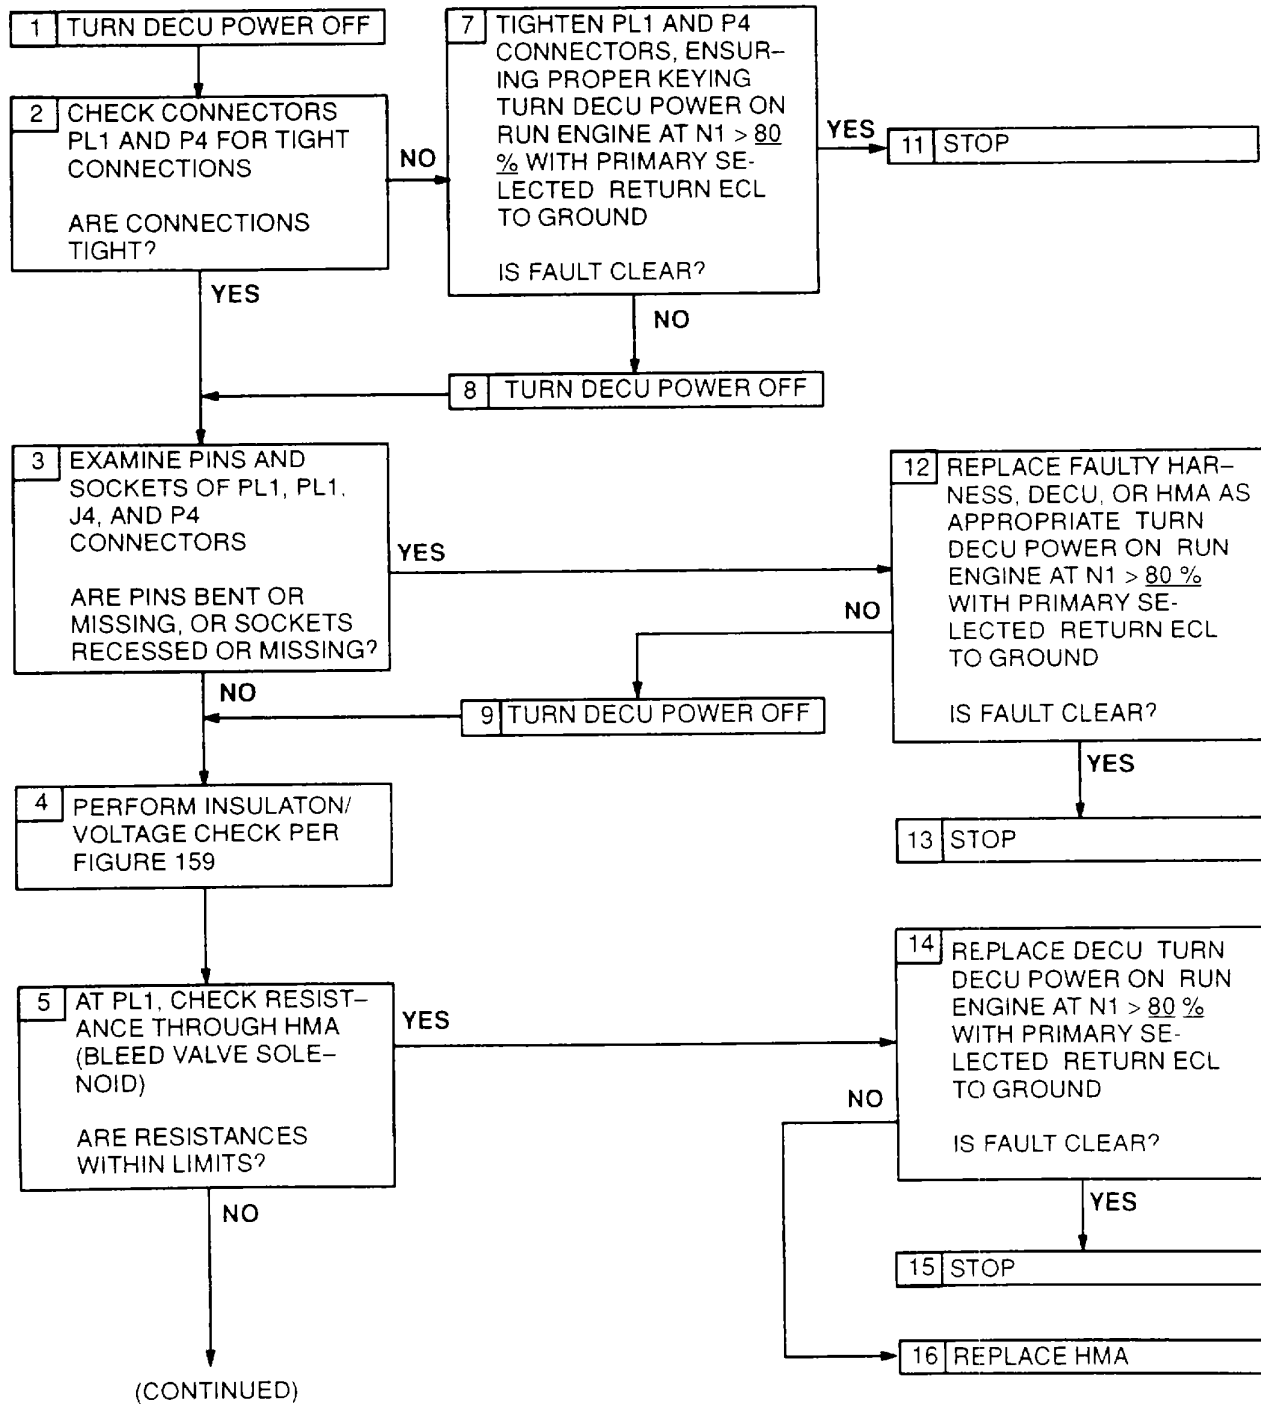 1 TURN DECU POWER OFF
2 CHECK CONNECTORS
PL1 AND P4 FOR TIGHT
CONNECTIONS
ARE CONNECTIONS
TIGHT?
NO
YES
7 TIGHTEN PL1 AND P4
CONNECTORS, ENSUR–
ING PROPER KEYING
TURN DECU POWER ON
RUN ENGINE AT N1 > 80
% WITH PRIMARY SE-
LECTED RETURN ECL
TO GROUND
IS FAULT CLEAR?
YES
NO
11 STOP
8 TURN DECU POWER OFF
3 EXAMINE PINS AND
SOCKETS OF PL1, PL1,
J4, AND P4
CONNECTORS
ARE PINS BENT OR
MISSING, OR SOCKETS
RECESSED OR MISSING?
YES
NO
12 REPLACE FAULTY HAR–
NESS, DECU, OR HMA AS
APPROPRIATE TURN
DECU POWER ON RUN
ENGINE AT N1 > 80 %
WITH PRIMARY SE-
LECTED RETURN ECL
TO GROUND
IS FAULT CLEAR?
NO
YES
9 TURN DECU POWER OFF
13 STOP
4 PERFORM INSULATON/
VOLTAGE CHECK PER
FIGURE 159
5 AT PL1, CHECK RESIST–
ANCE THROUGH HMA
(BLEED VALVE SOLE–
NOID)
ARE RESISTANCES
WITHIN LIMITS?
YES
NO
14 REPLACE DECU TURN
DECU POWER ON RUN
ENGINE AT N1 > 80 %
WITH PRIMARY SE-
LECTED RETURN ECL
TO GROUND
IS FAULT CLEAR?
NO
YES
15 STOP
16 REPLACE HMA
(CONTINUED)